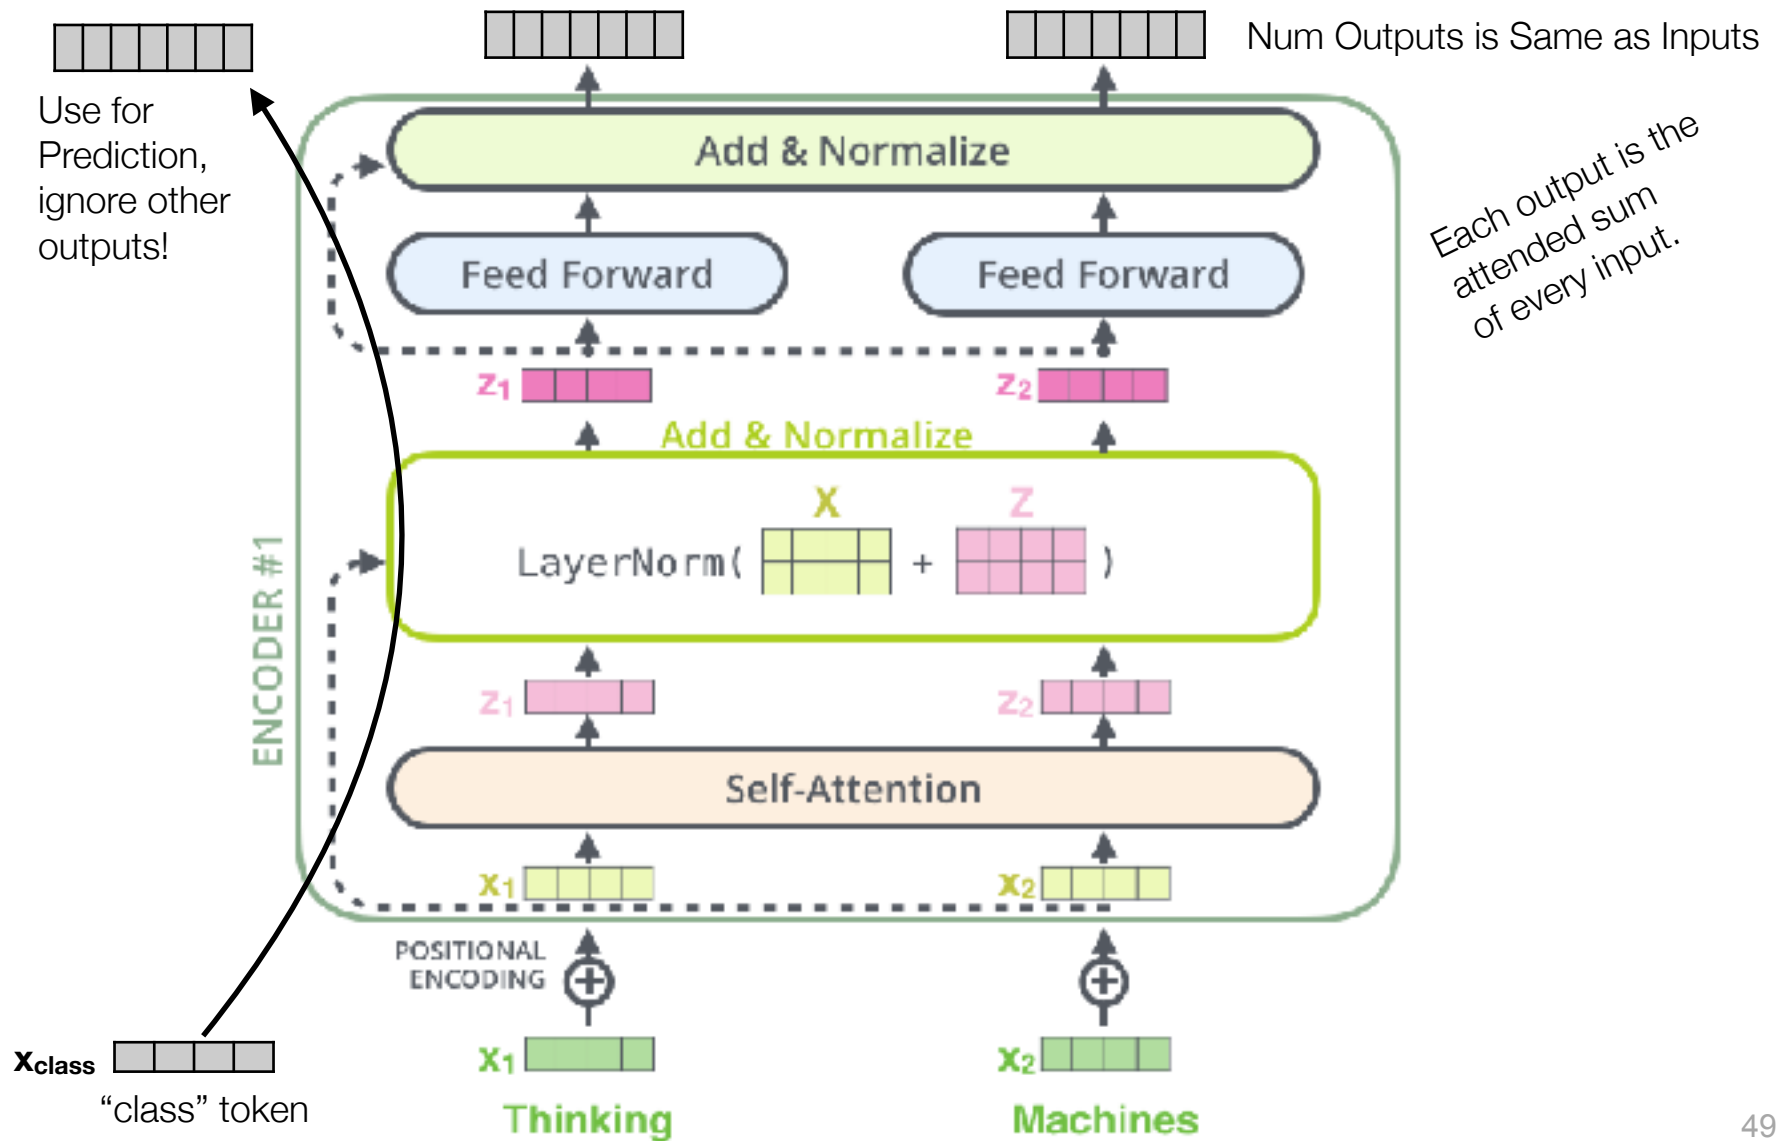 Num Outputs is Same as Inputs
Use for
Prediction,
ignore other
outputs!
Add & Normalize
Each output is the
attended sum
of every input.
Feed Forward
Feed Forward
z1
z2
Add & Normalize
X
Z
LayerNorm(
+
)
ENCODER #1
z1
z2
Self-Attention
x1
x2
POSITIONAL
ENCODING
+
+
xclass
x1
x2
"class" token
Thinking
Machines
49